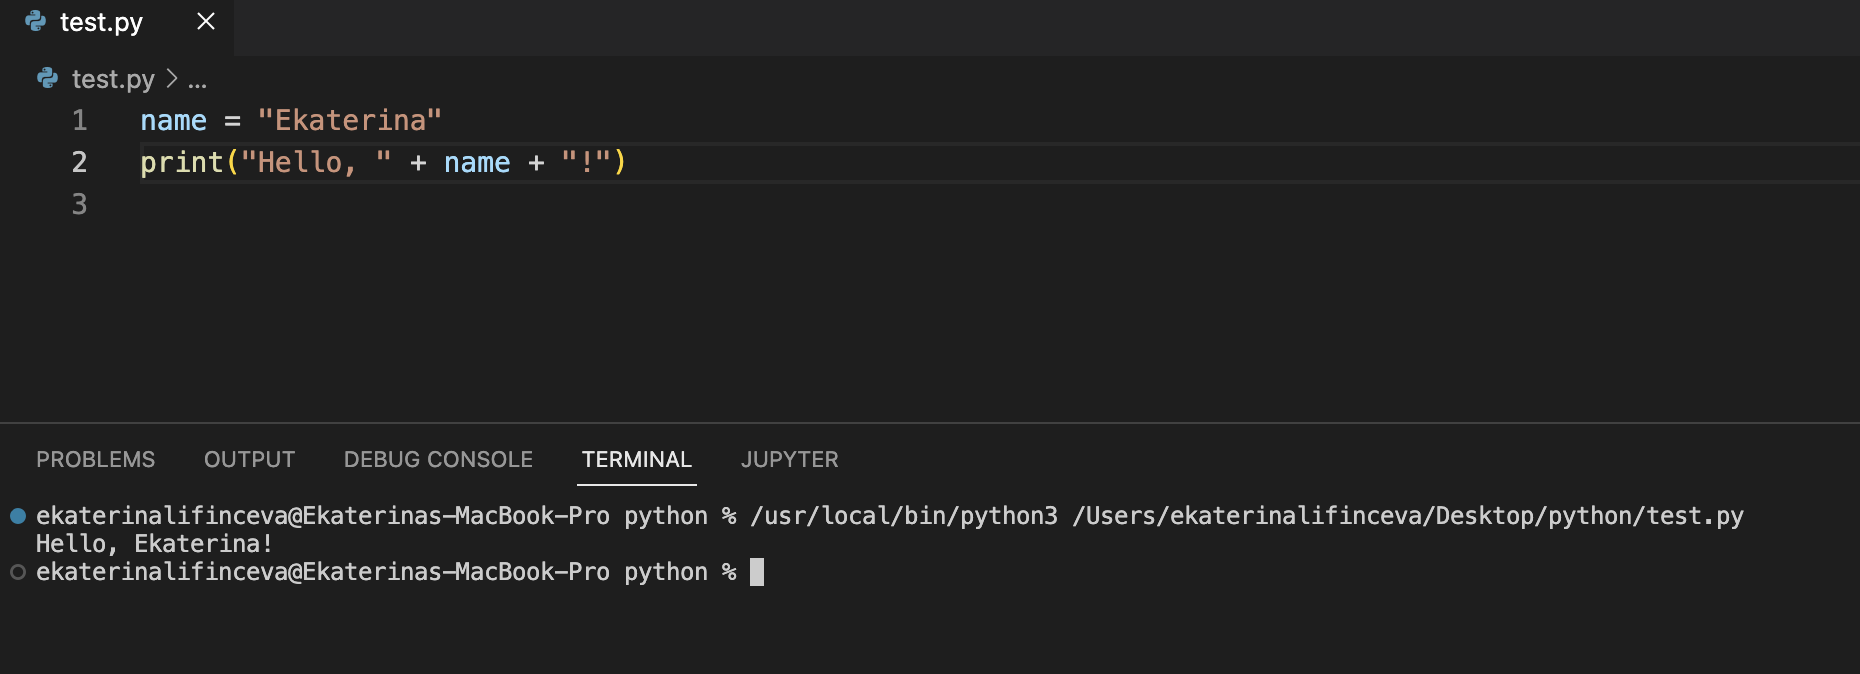 test.py
test.py > ...
1 name = "Ekaterina"
2 print("Hello, " + name + "!")
3
PROBLEMS OUTPUT DEBUG CONSOLE TERMINAL JUPYTER
ekaterinalifinceva@Ekaterinas-MacBook-Pro python % /usr/local/bin/python3 /Users/ekaterinalifinceva/Desktop/python/test.py
Hello, Ekaterina!
ekaterinalifinceva@Ekaterinas-MacBook-Pro python %